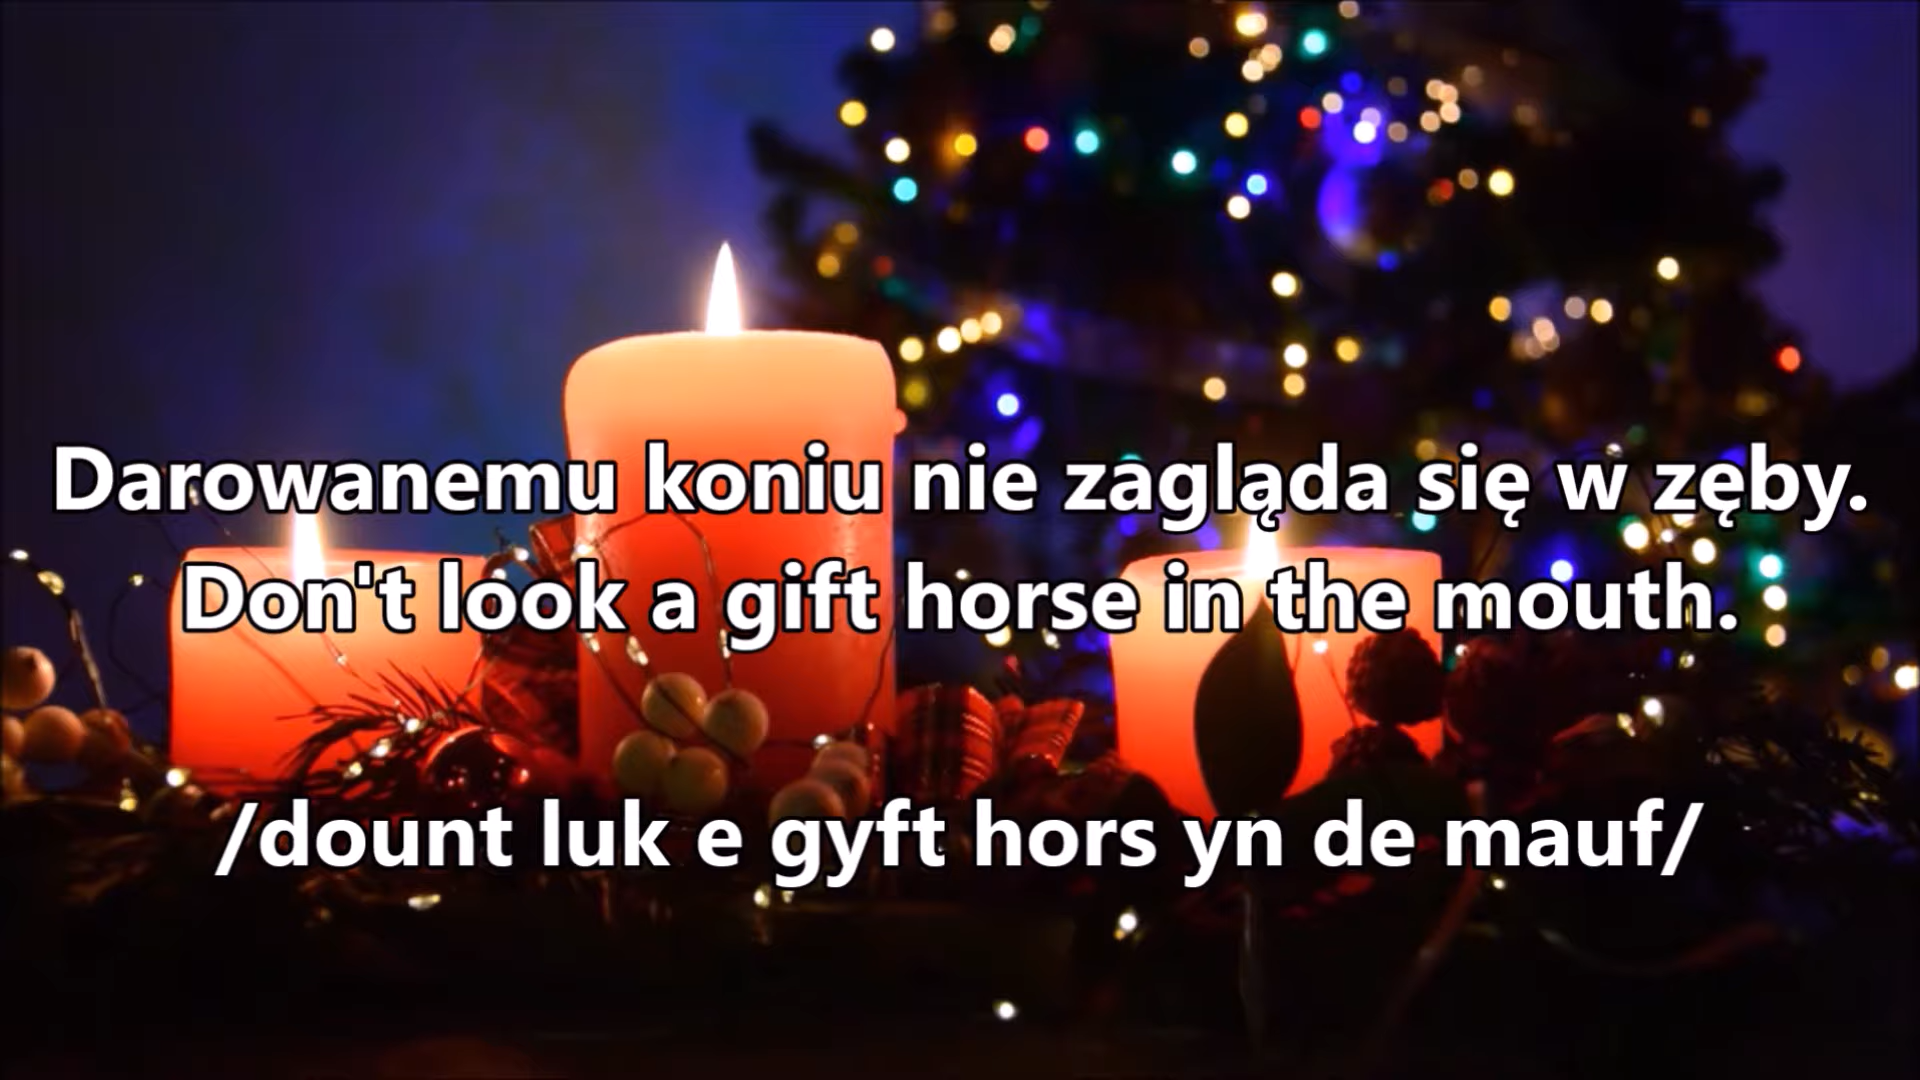 Darowanemu koniu nie zagląda się w zęby.
Don't look a gift horse in the mouth.
/dount luk e gyft hors yn de mauf/